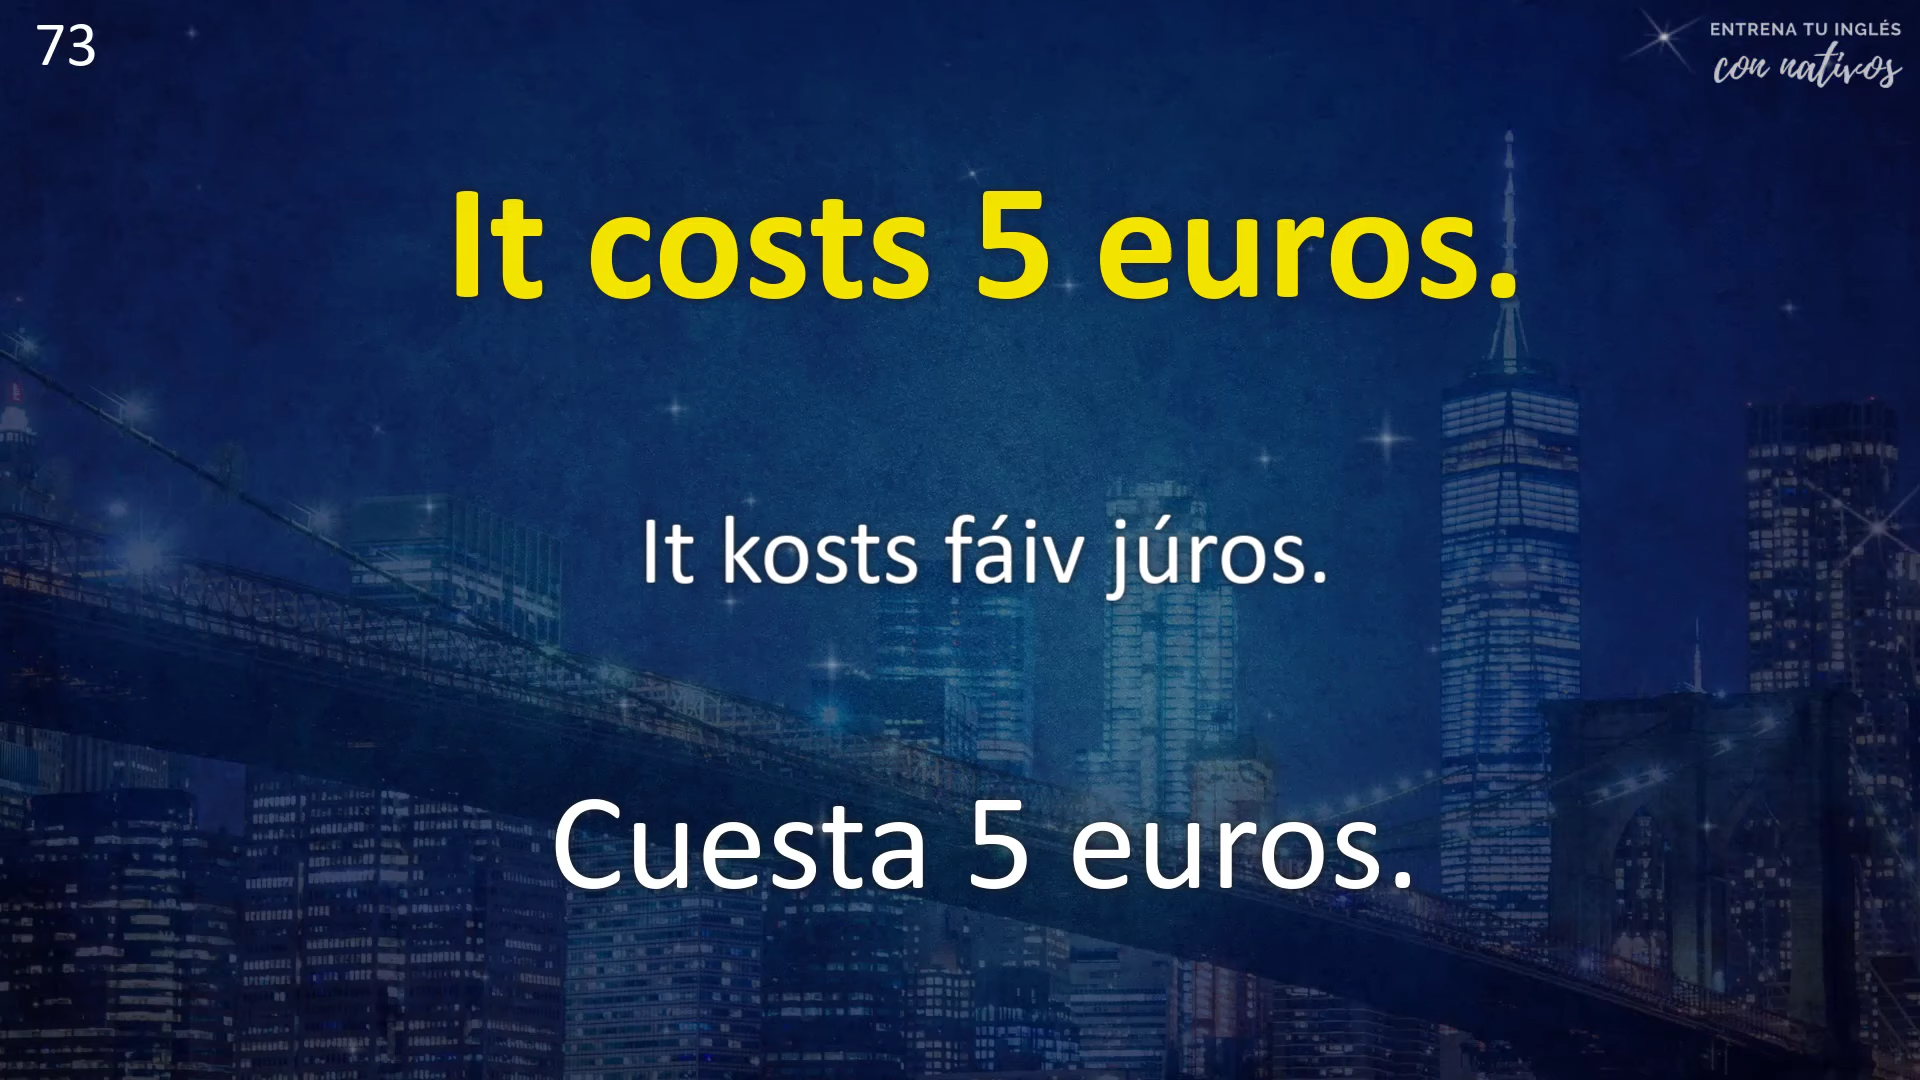 73
ENTRENA TU INGLÉS
con nativos
It costs 5 euros.
It kosts fáiv júros.
Cuesta 5 euros.